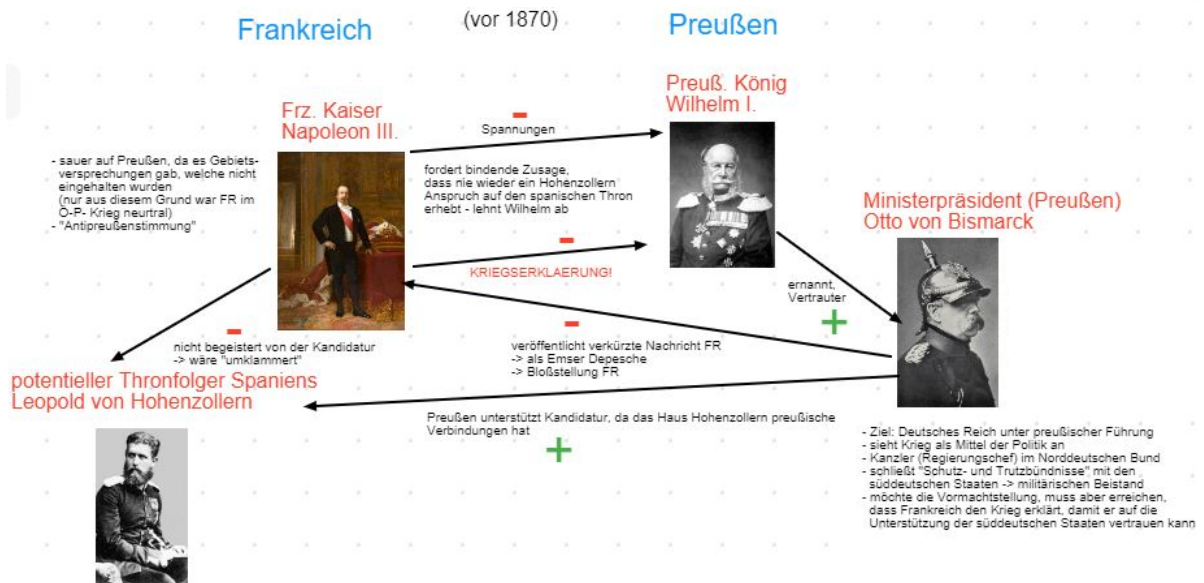 Frankreich
(vor 1870)
Preußen
Frz. Kaiser
Napoleon III.
Preuß. König
Wilhelm I.
Spannungen
- sauer auf Preußen, da es Gebiets-
versprechungen gab, welche nicht
eingehalten wurden
(nur aus diesem Grund war FR im
Ö-P- Krieg neurtral)
- "Antipreußenstimmung"
fordert bindende Zusage,
dass nie wieder ein Hohenzollern
Anspruch auf den spanischen Thron
erhebt - lehnt Wilhelm ab
Ministerpräsident (Preußen)
Otto von Bismarck
KRIEGSERKLAERUNG!
ernannt,
Vertrauter
+
nicht begeistert von der Kandidatur
-> wäre "umklammert"
veröffentlicht verkürzte Nachricht FR
-> als Emser Depesche
-> Bloßstellung FR
potentieller Thronfolger Spaniens
Leopold von Hohenzollern
Preußen unterstützt Kandidatur, da das Haus Hohenzollern preußische
Verbindungen hat
+
- Ziel: Deutsches Reich unter preußischer Führung
- sieht Krieg als Mittel der Politik an
- Kanzler (Regierungschef) im Norddeutschen Bund
- schließt "Schutz- und Trutzbündnisse" mit den
süddeutschen Staaten -> militärischen Beistand
- möchte die Vormachtstellung, muss aber erreichen,
dass Frankreich den Krieg erklärt, damit er auf die
Unterstützung der süddeutschen Staaten vertrauen kann